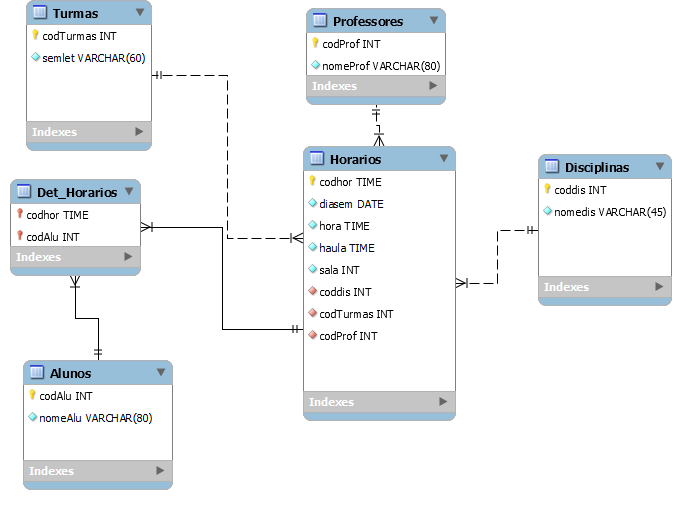 Turmas
codTurmas INT
semlet VARCHAR(60)
Indexes
Professores
codProf INT
nomeProf VARCHAR(80)
Indexes
Det_Horarios
codhor TIME
codAlu INT
Indexes
Horarios
codhor TIME
diasem DATE
hora TIME
haula TIME
sala INT
coddis INT
codTurmas INT
codProf INT
Indexes
Disciplinas
coddis INT
nomedis VARCHAR(45)
Indexes
Alunos
codAlu INT
nomeAlu VARCHAR(80)
Indexes